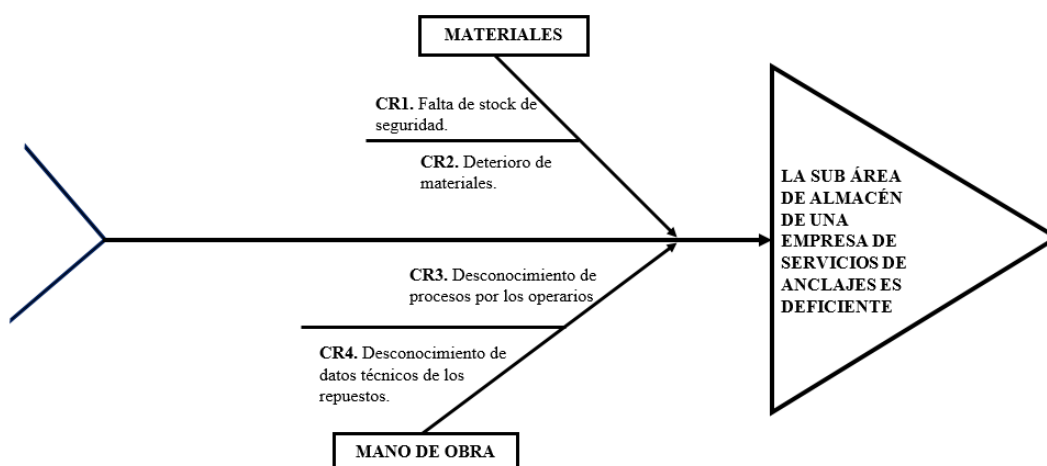 MATERIALES
CR1. Falta de stock de
seguridad.
CR2. Deterioro de
materiales.
LA SUB ÁREA
DE ALMACÉN
DE UNA
EMPRESA DE
SERVICIOS DE
ANCLAJES ES
DEFICIENTE
CR3. Desconocimiento de
procesos por los operarios
CR4. Desconocimiento de
datos técnicos de los
repuestos.
MANO DE OBRA